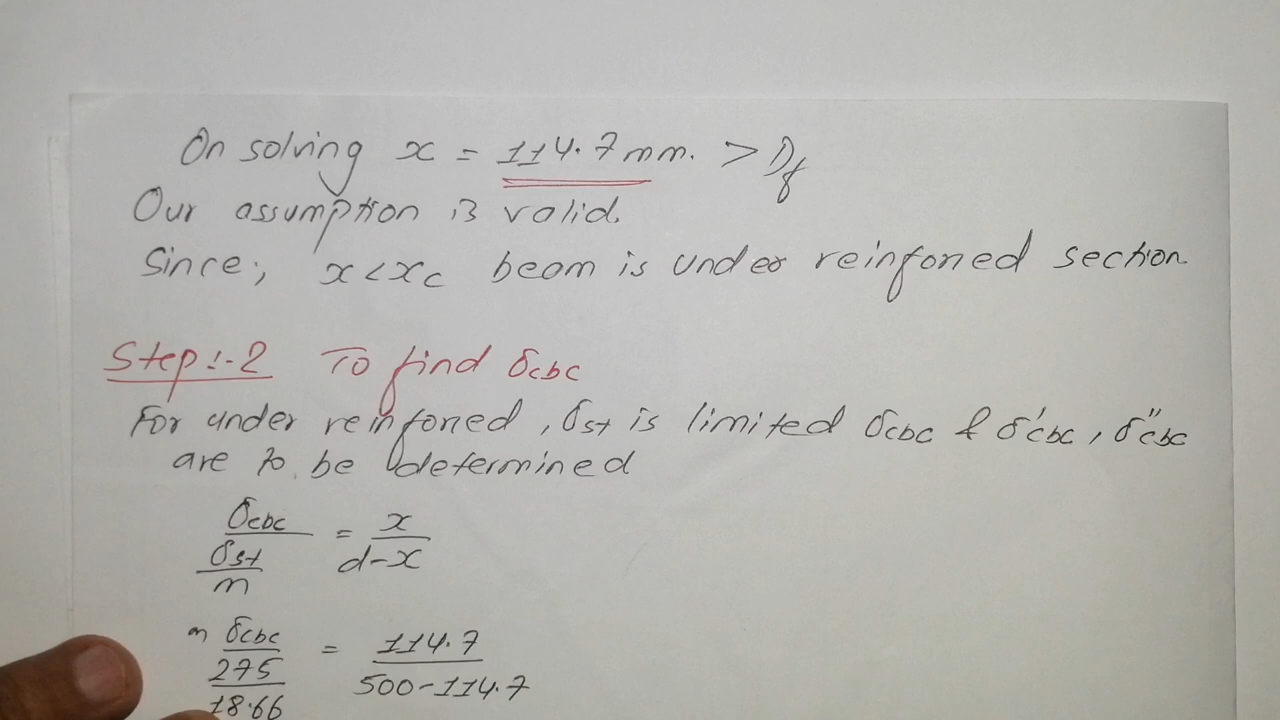 On solving x = 114.7 mm. > Df
Our assumption is valid.
Since:, x < xc beam is under reinfored section
Step:-2 To find σcbc
For under reinfored, σst is limited σcbc & σ'cbc, σ"cbc
are to be determined
σcbc / (σst / m) = x / (d-x)
σcbc / (275 / 18.66) = 114.7 / (500-114.7)